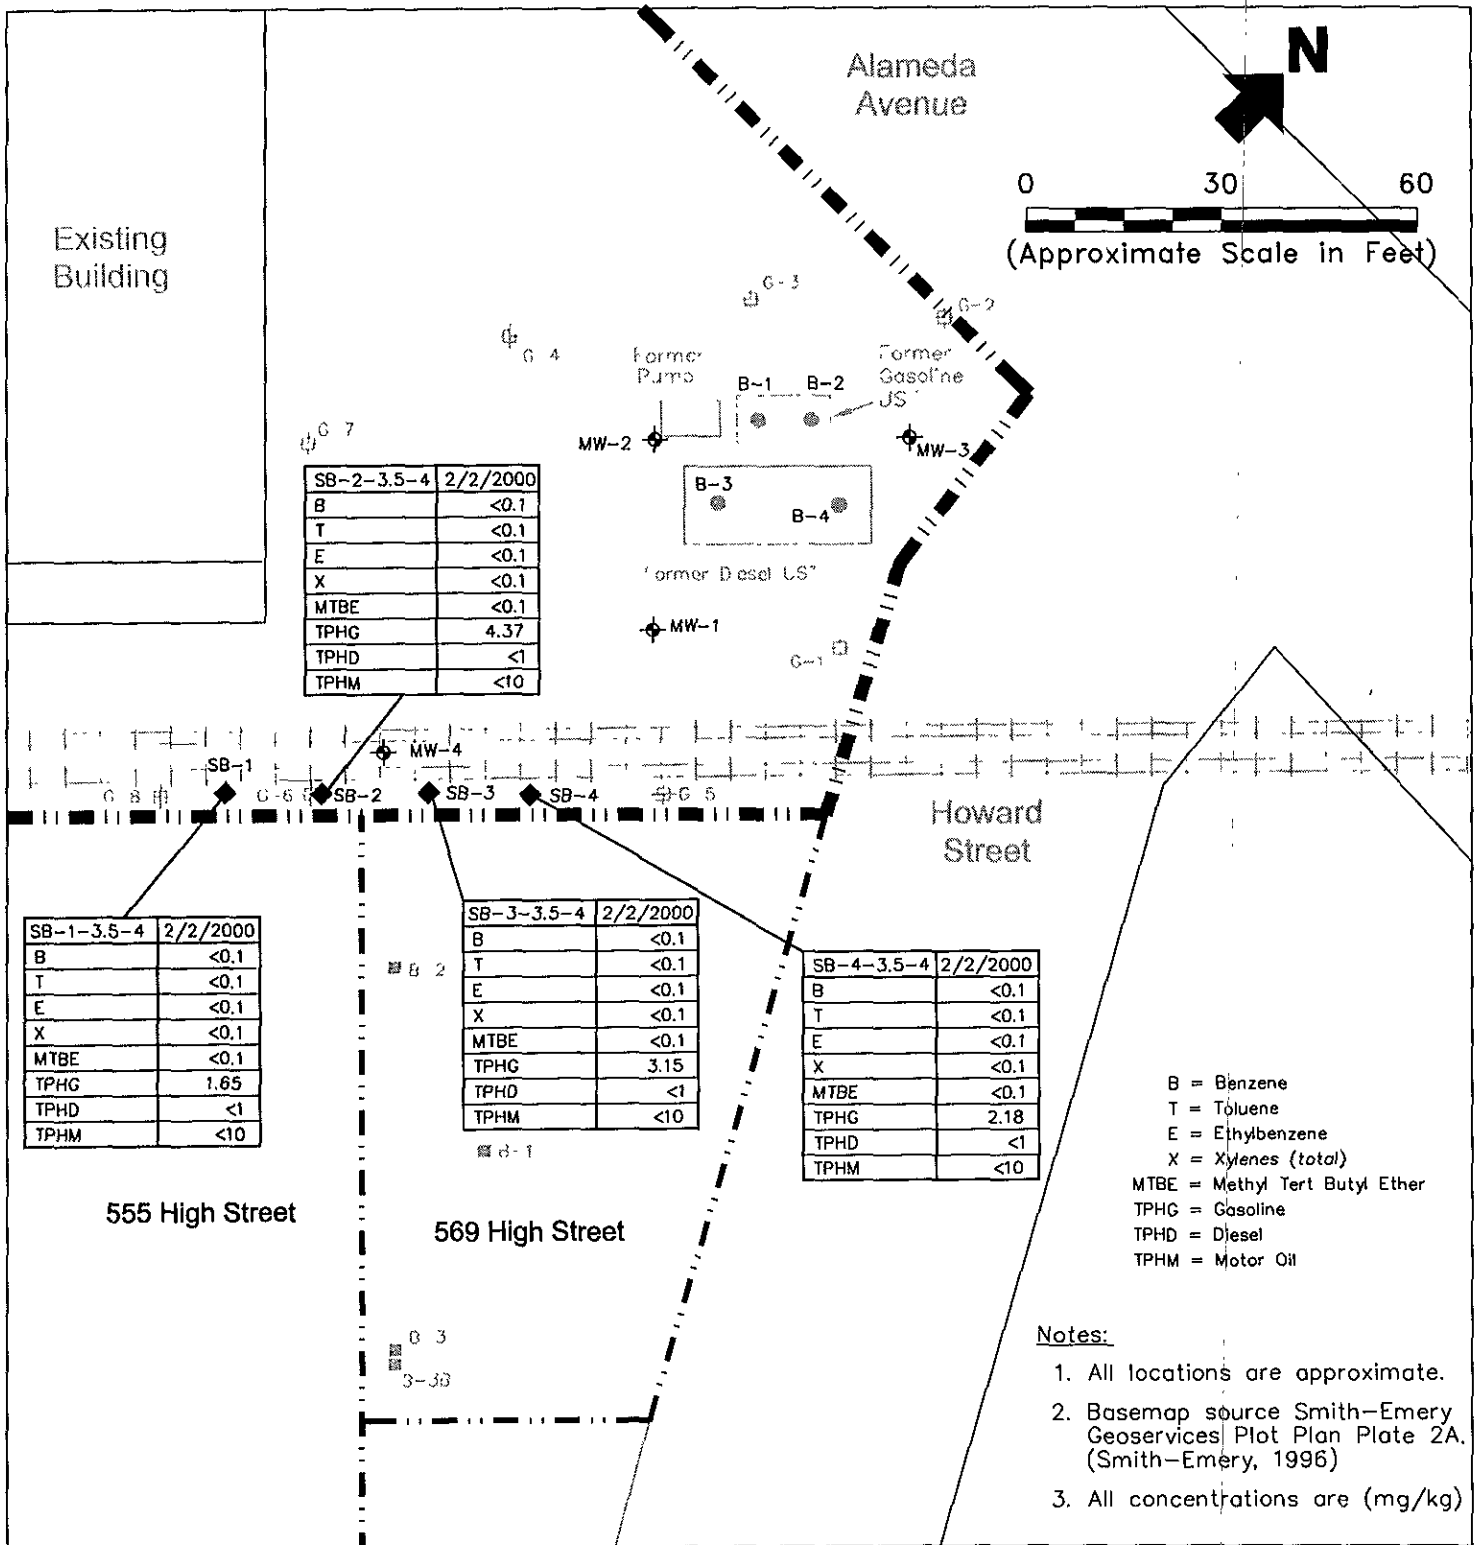 Alameda
Avenue
N
0 30 60
(Approximate Scale in Feet)
Existing
Building
G-3
G-2
G 4
Former
Pump
Former
Gasoline
B-1 B-2
G 7
MW-2
MW-3
B-3
B-4
Former Diesel UST
MW-1
G-1
SB-2-3.5-4 2/2/2000
B <0.1
T <0.1
E <0.1
X <0.1
MTBE <0.1
TPHG 4.37
TPHD <1
TPHM <10
MW-4
SB-1
G 8
G-6
SB-2
SB-3
SB-4
G 5
Howard
Street
SB-1-3.5-4 2/2/2000
B <0.1
T <0.1
E <0.1
X <0.1
MTBE <0.1
TPHG 1.65
TPHD <1
TPHM <10
SB-3-3.5-4 2/2/2000
B <0.1
T <0.1
E <0.1
X <0.1
MTBE <0.1
TPHG 3.15
TPHD <1
TPHM <10
SB-4-3.5-4 2/2/2000
B <0.1
T <0.1
E <0.1
X <0.1
MTBE <0.1
TPHG 2.18
TPHD <1
TPHM <10
B 2
B-1
555 High Street
569 High Street
B 3
B-3B
B = Benzene
T = Toluene
E = Ethylbenzene
X = Xylenes (total)
MTBE = Methyl Tert Butyl Ether
TPHG = Gasoline
TPHD = Diesel
TPHM = Motor Oil
Notes:
1. All locations are approximate.
2. Basemap source Smith-Emery
Geoservices Plot Plan Plate 2A.
(Smith-Emery, 1996)
3. All concentrations are (mg/kg)